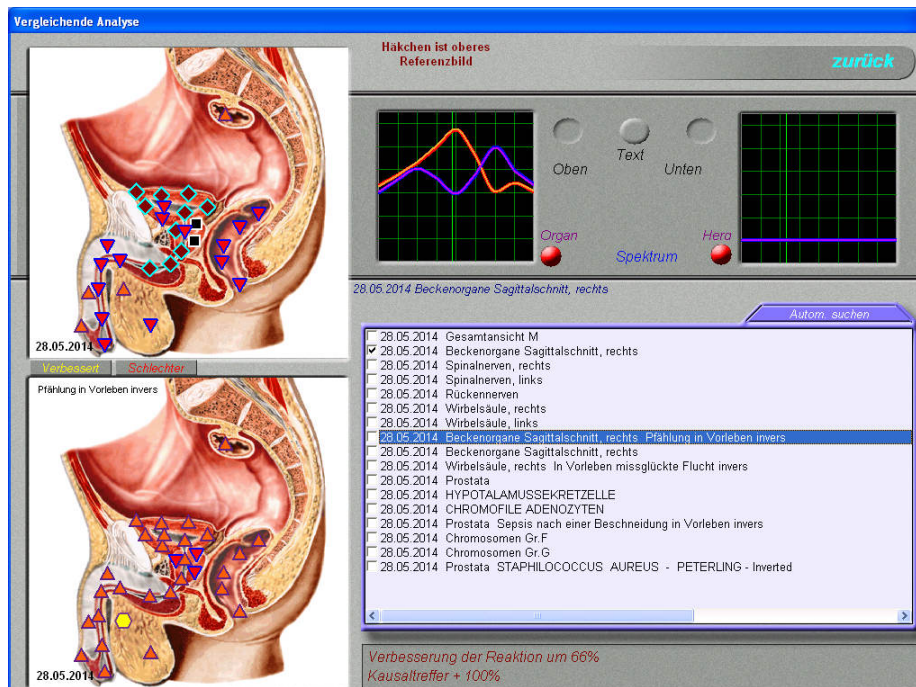 Vergleichende Analyse
Häkchen ist oberes
Referenzbild
zurück
Oben
Text
Unten
Organ
Spektrum
28.05.2014
Verbessert
Schlechter
28.05.2014 Beckenorgane Sagittalschnitt, rechts
Autom. suchen
28.05.2014 Gesamtansicht M
28.05.2014 Beckenorgane Sagittalschnitt, rechts
28.05.2014 Spinalnerven, rechts
28.05.2014 Spinalnerven, links
28.05.2014 Rückennerven
28.05.2014 Wirbelsäule, rechts
28.05.2014 Wirbelsäule, links
28.05.2014 Beckenorgane Sagittalschnitt, rechts Pfählung in Vorleben invers
28.05.2014 Beckenorgane Sagittalschnitt, rechts
28.05.2014 Wirbelsäule, rechts In Vorleben missglückte Flucht invers
28.05.2014 Prostata
28.05.2014 HYPOTALAMUSSEKRETZELLE
28.05.2014 CHROMOFILE ADENOZYTEN
28.05.2014 Prostata Sepsis nach einer Beschneidung in Vorleben invers
28.05.2014 Chromosomen Gr.F
28.05.2014 Chromosomen Gr.G
28.05.2014 Prostata STAPHILOCOCCUS AUREUS - PETERLING - Inverted
Pfählung in Vorleben invers
28.05.2014
Verbesserung der Reaktion um 66%
Kausaltreffer + 100%